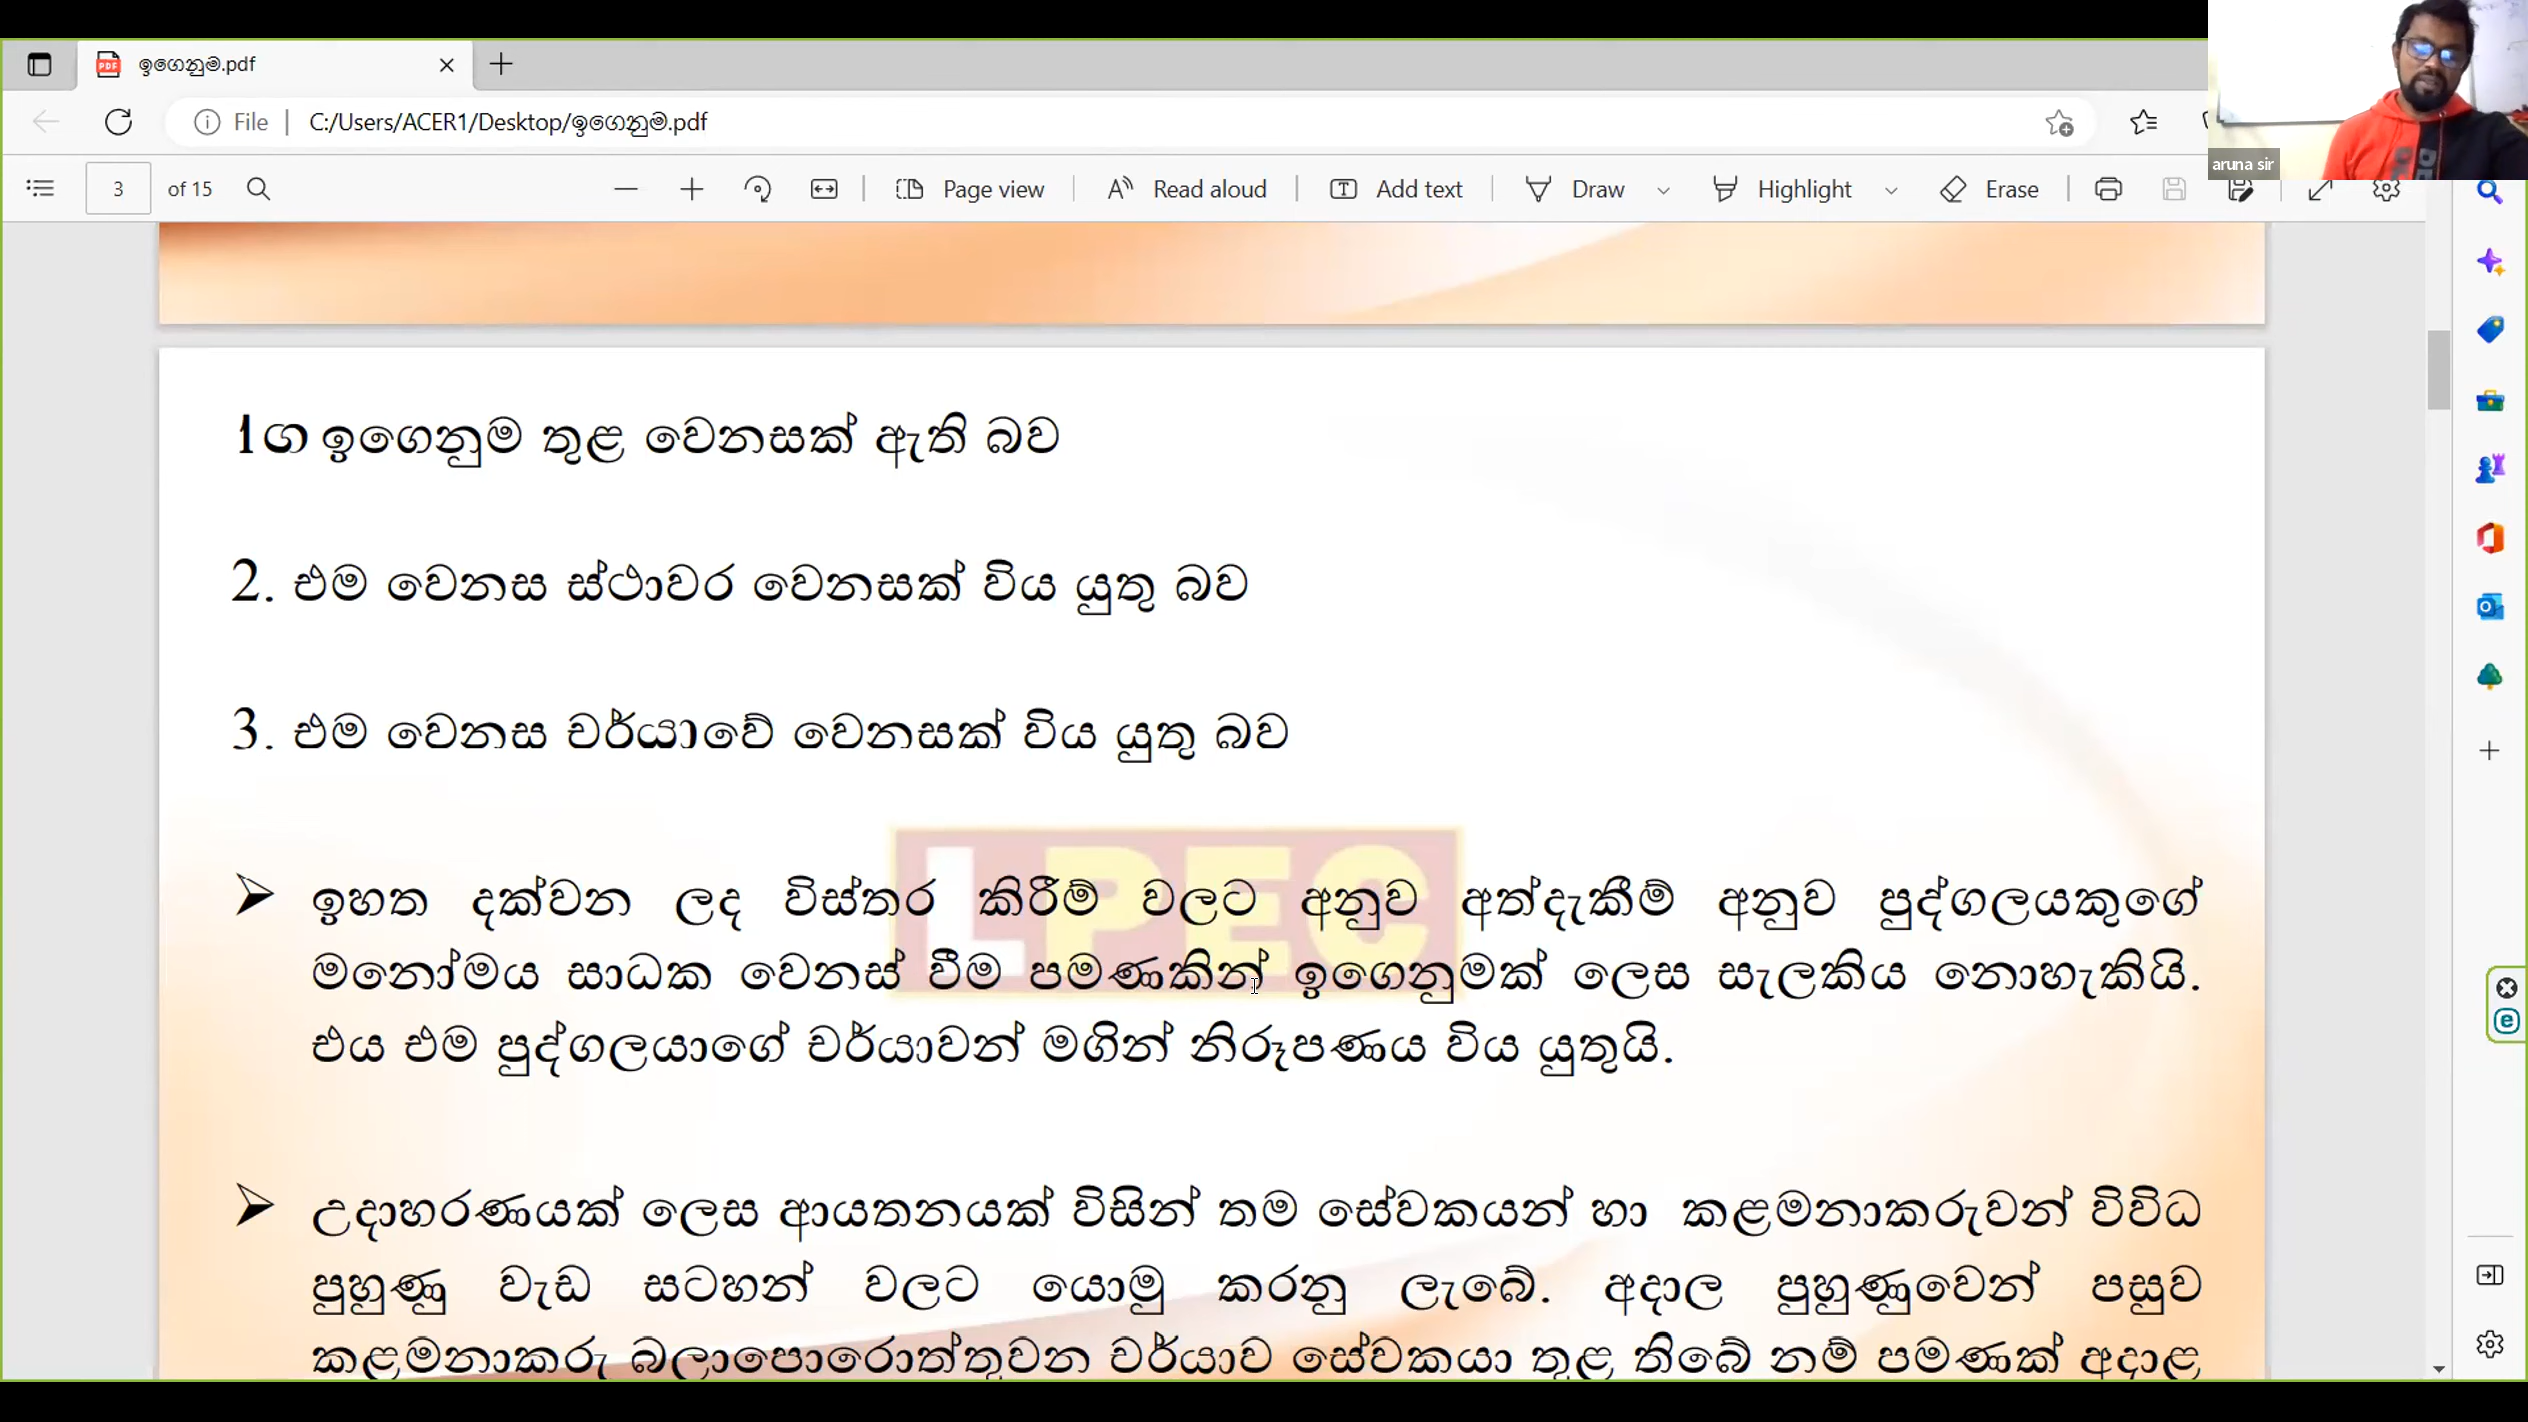 ඉගෙනුම.pdf
File
C:/Users/ACER1/Desktop/ඉගෙනුම.pdf
aruna sir
3 of 15
Page view
Read aloud
Add text
Draw
Highlight
Erase
1ග ඉගෙනුම තුළ වෙනසක් ඇති බව
2. එම වෙනස ස්ථාවර වෙනසක් විය යුතු බව
3. එම වෙනස චර්යාවේ වෙනසක් විය යුතු බව
LPEC
➢ ඉහත දක්වන ලද විස්තර කිරීම් වලට අනුව අත්දැකීම් අනුව පුද්ගලයකුගේ
මනෝමය සාධක වෙනස් වීම පමණකින් ඉගෙනුමක් ලෙස සැලකිය නොහැකියි.
එය එම පුද්ගලයාගේ චර්යාවන් මගින් නිරූපණය විය යුතුයි.
➢ උදාහරණයක් ලෙස ආයතනයක් විසින් තම සේවකයන් හා කළමනාකරුවන් විවිධ
පුහුණු වැඩ සටහන් වලට යොමු කරනු ලැබේ. අදාල පුහුණුවෙන් පසුව
කළමනාකරු බලාපොරොත්තුවන චර්යාව සේවකයා තුළ තිබේ නම් පමණක් අදාළ